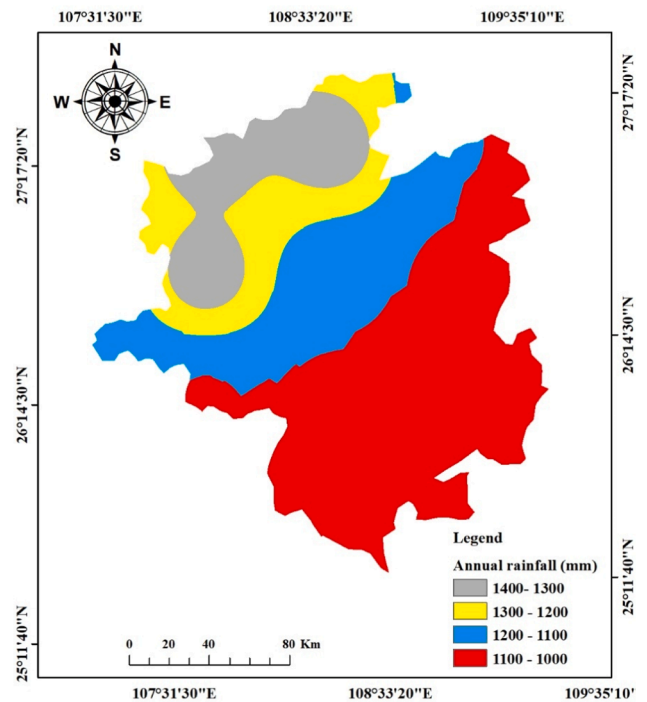 107°31'30"E 108°33'20"E 109°35'10"E
N
W E
S
27°17'20"N
27°17'20"N
26°14'30"N
26°14'30"N
25°11'40"N
25°11'40"N
Legend
Annual rainfall (mm)
1400- 1300
1300 - 1200
1200 - 1100
1100 - 1000
0 20 40 80 Km
107°31'30"E 108°33'20"E 109°35'10'